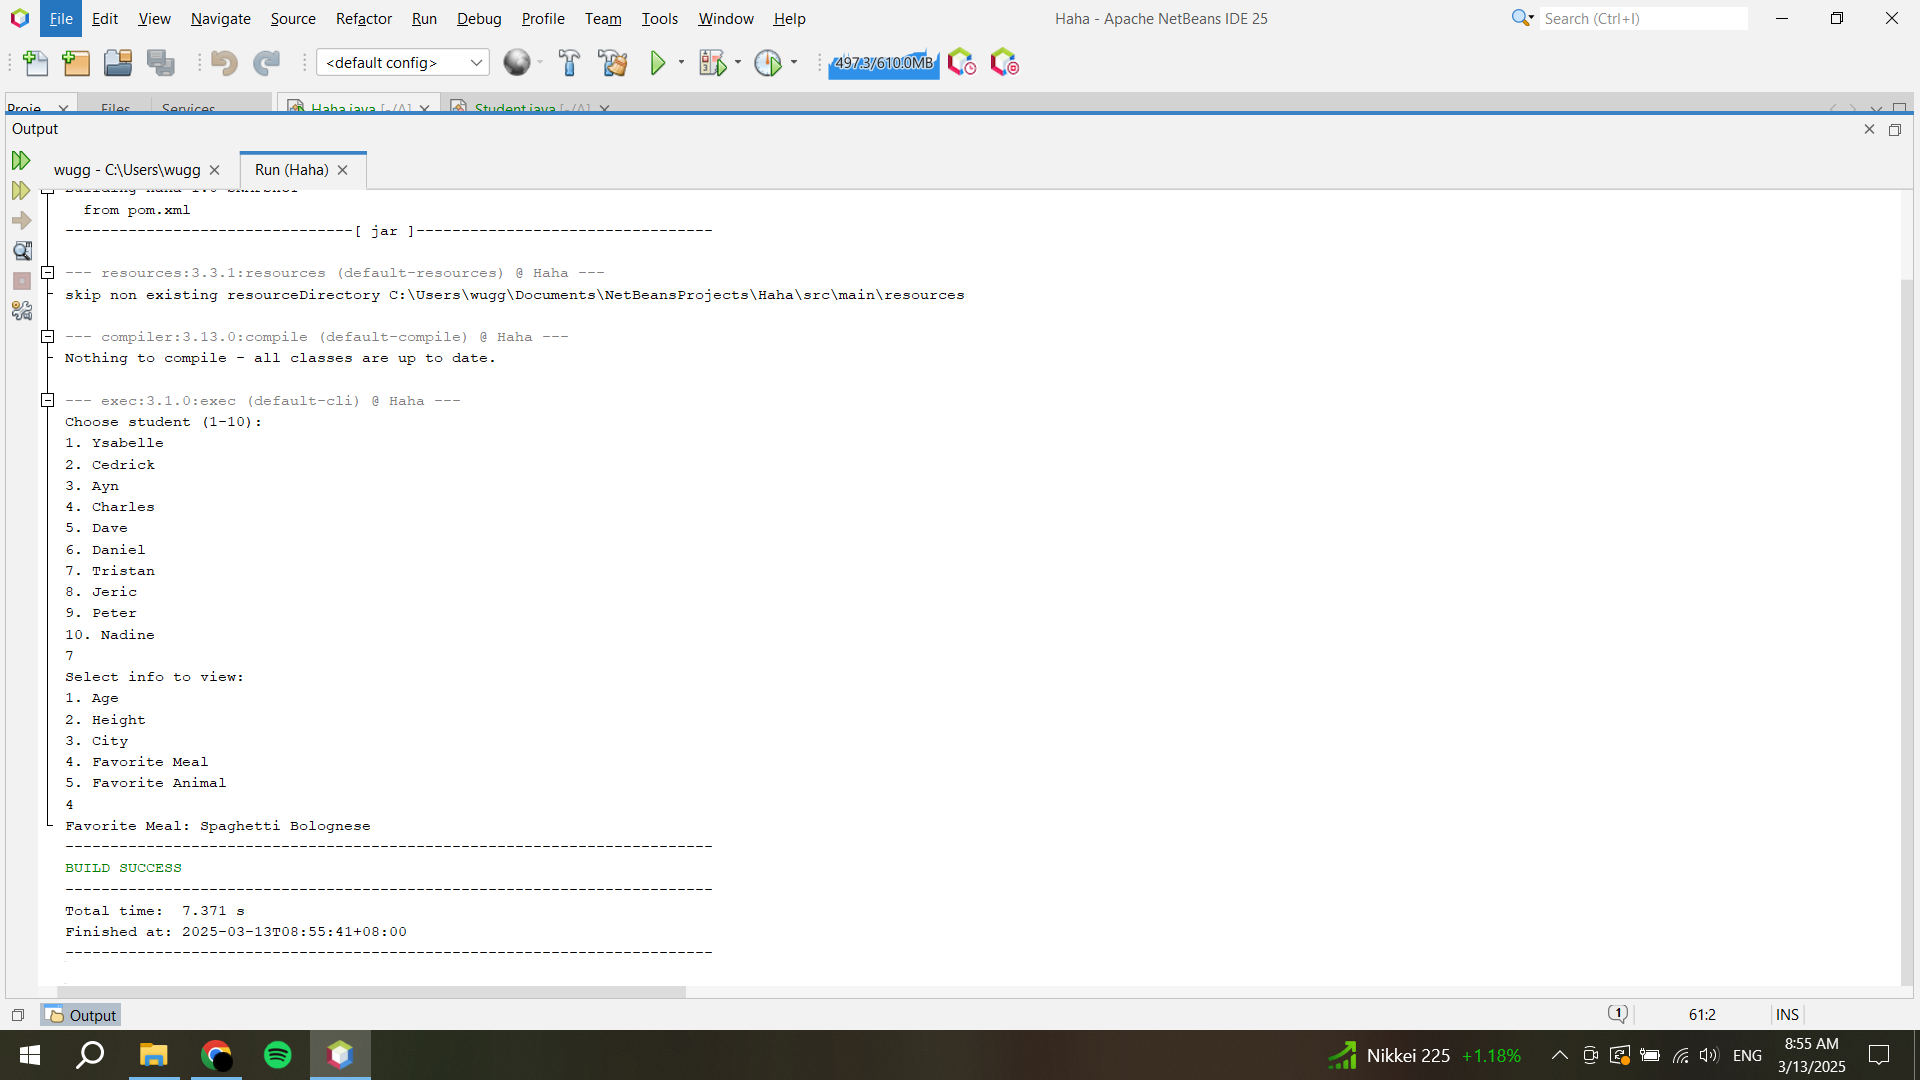 File Edit View Navigate Source Refactor Run Debug Profile Team Tools Window Help
Haha - Apache NetBeans IDE 25
Search (Ctrl+I)
<default config>
497.3/610.0MB
Proje
Files
Services
Haha.java [-/A]
Student.java [-/A]
Output
wugg - C:\Users\wugg
Run (Haha)
from pom.xml
--------------------------------[ jar ]---------------------------------
--- resources:3.3.1:resources (default-resources) @ Haha ---
skip non existing resourceDirectory C:\Users\wugg\Documents\NetBeansProjects\Haha\src\main\resources
--- compiler:3.13.0:compile (default-compile) @ Haha ---
Nothing to compile - all classes are up to date.
--- exec:3.1.0:exec (default-cli) @ Haha ---
Choose student (1-10):
1. Ysabelle
2. Cedrick
3. Ayn
4. Charles
5. Dave
6. Daniel
7. Tristan
8. Jeric
9. Peter
10. Nadine
7
Select info to view:
1. Age
2. Height
3. City
4. Favorite Meal
5. Favorite Animal
4
Favorite Meal: Spaghetti Bolognese
------------------------------------------------------------------------
BUILD SUCCESS
------------------------------------------------------------------------
Total time:  7.371 s
Finished at: 2025-03-13T08:55:41+08:00
------------------------------------------------------------------------
Output
1
61:2
INS
Nikkei 225 +1.18%
ENG
8:55 AM
3/13/2025